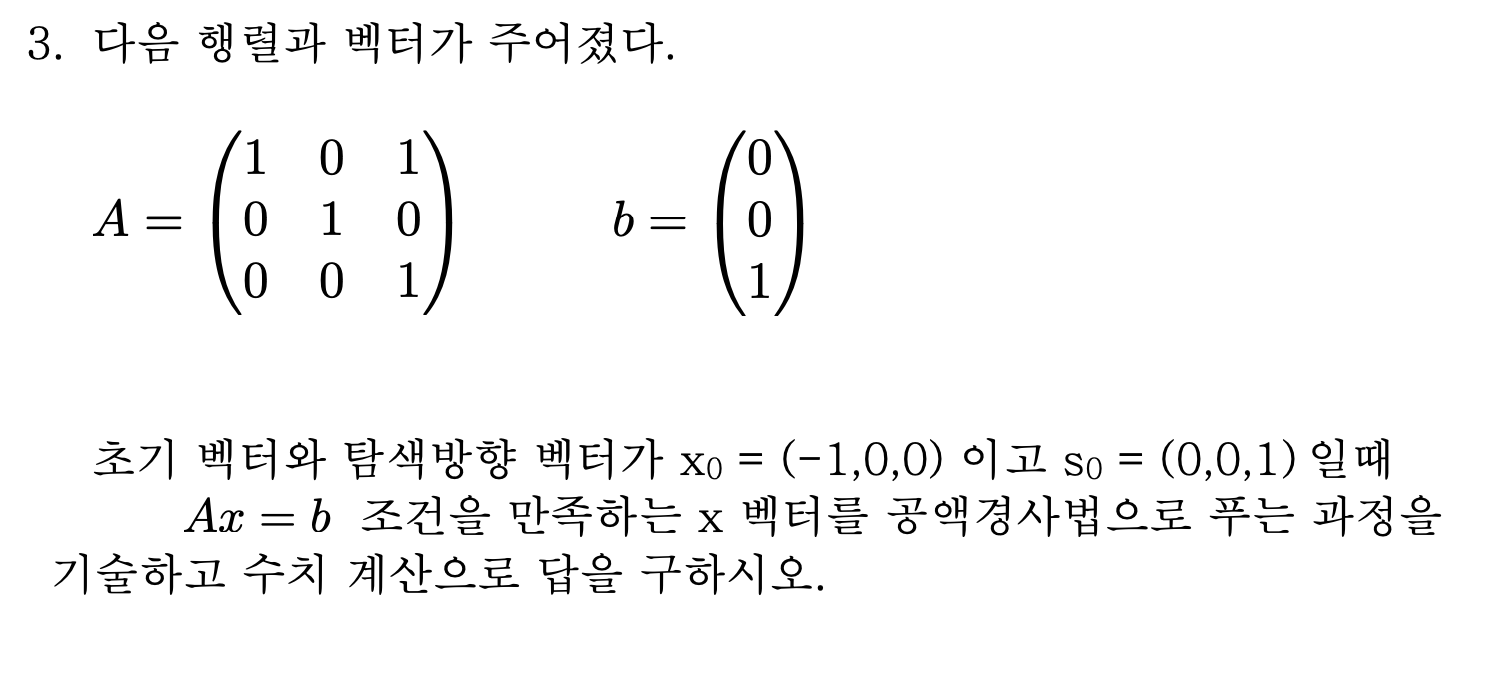 3. 다음 행렬과 벡터가 주어졌다.
A = \begin{pmatrix} 1 & 0 & 1 \\ 0 & 1 & 0 \\ 0 & 0 & 1 \end{pmatrix} b = \begin{pmatrix} 0 \\ 0 \\ 1 \end{pmatrix}
초기 벡터와 탐색방향 벡터가 x₀ = (-1,0,0) 이고 s₀ = (0,0,1) 일때
Ax = b 조건을 만족하는 x 벡터를 공액경사법으로 푸는 과정을
기술하고 수치 계산으로 답을 구하시오.